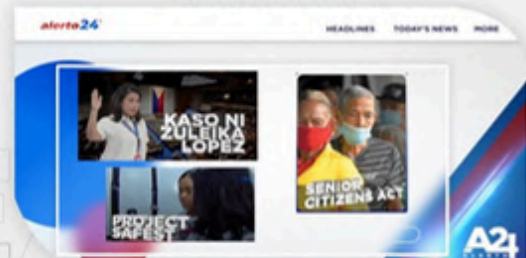 alerto24
HEADLINES TODAY'S NEWS MORE
KASO NI
ZULEIKA
LOPEZ
SENIOR
CITIZENS ACT
PROJECT
SAFEST
A24